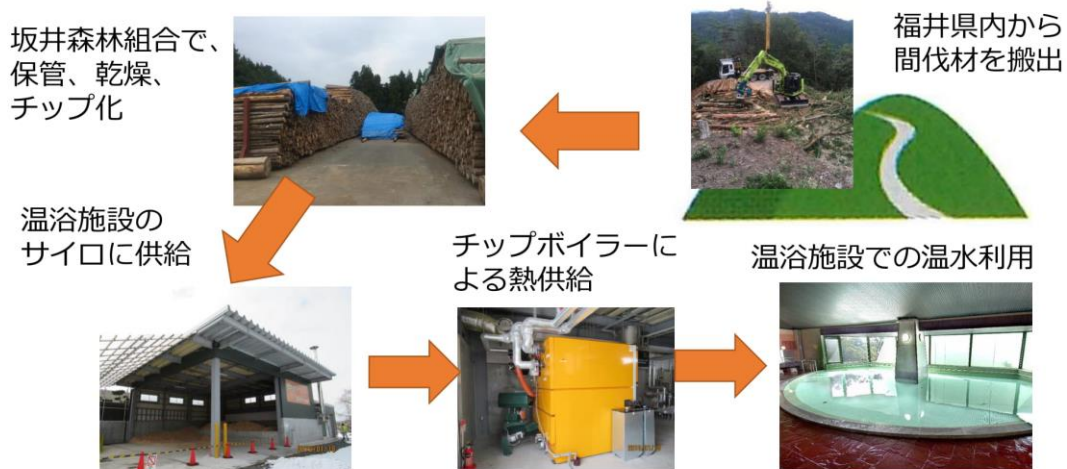 福井県内から
間伐材を搬出
坂井森林組合で、
保管、乾燥、
チップ化
温浴施設の
サイロに供給
チップボイラーに
よる熱供給
温浴施設での温水利用